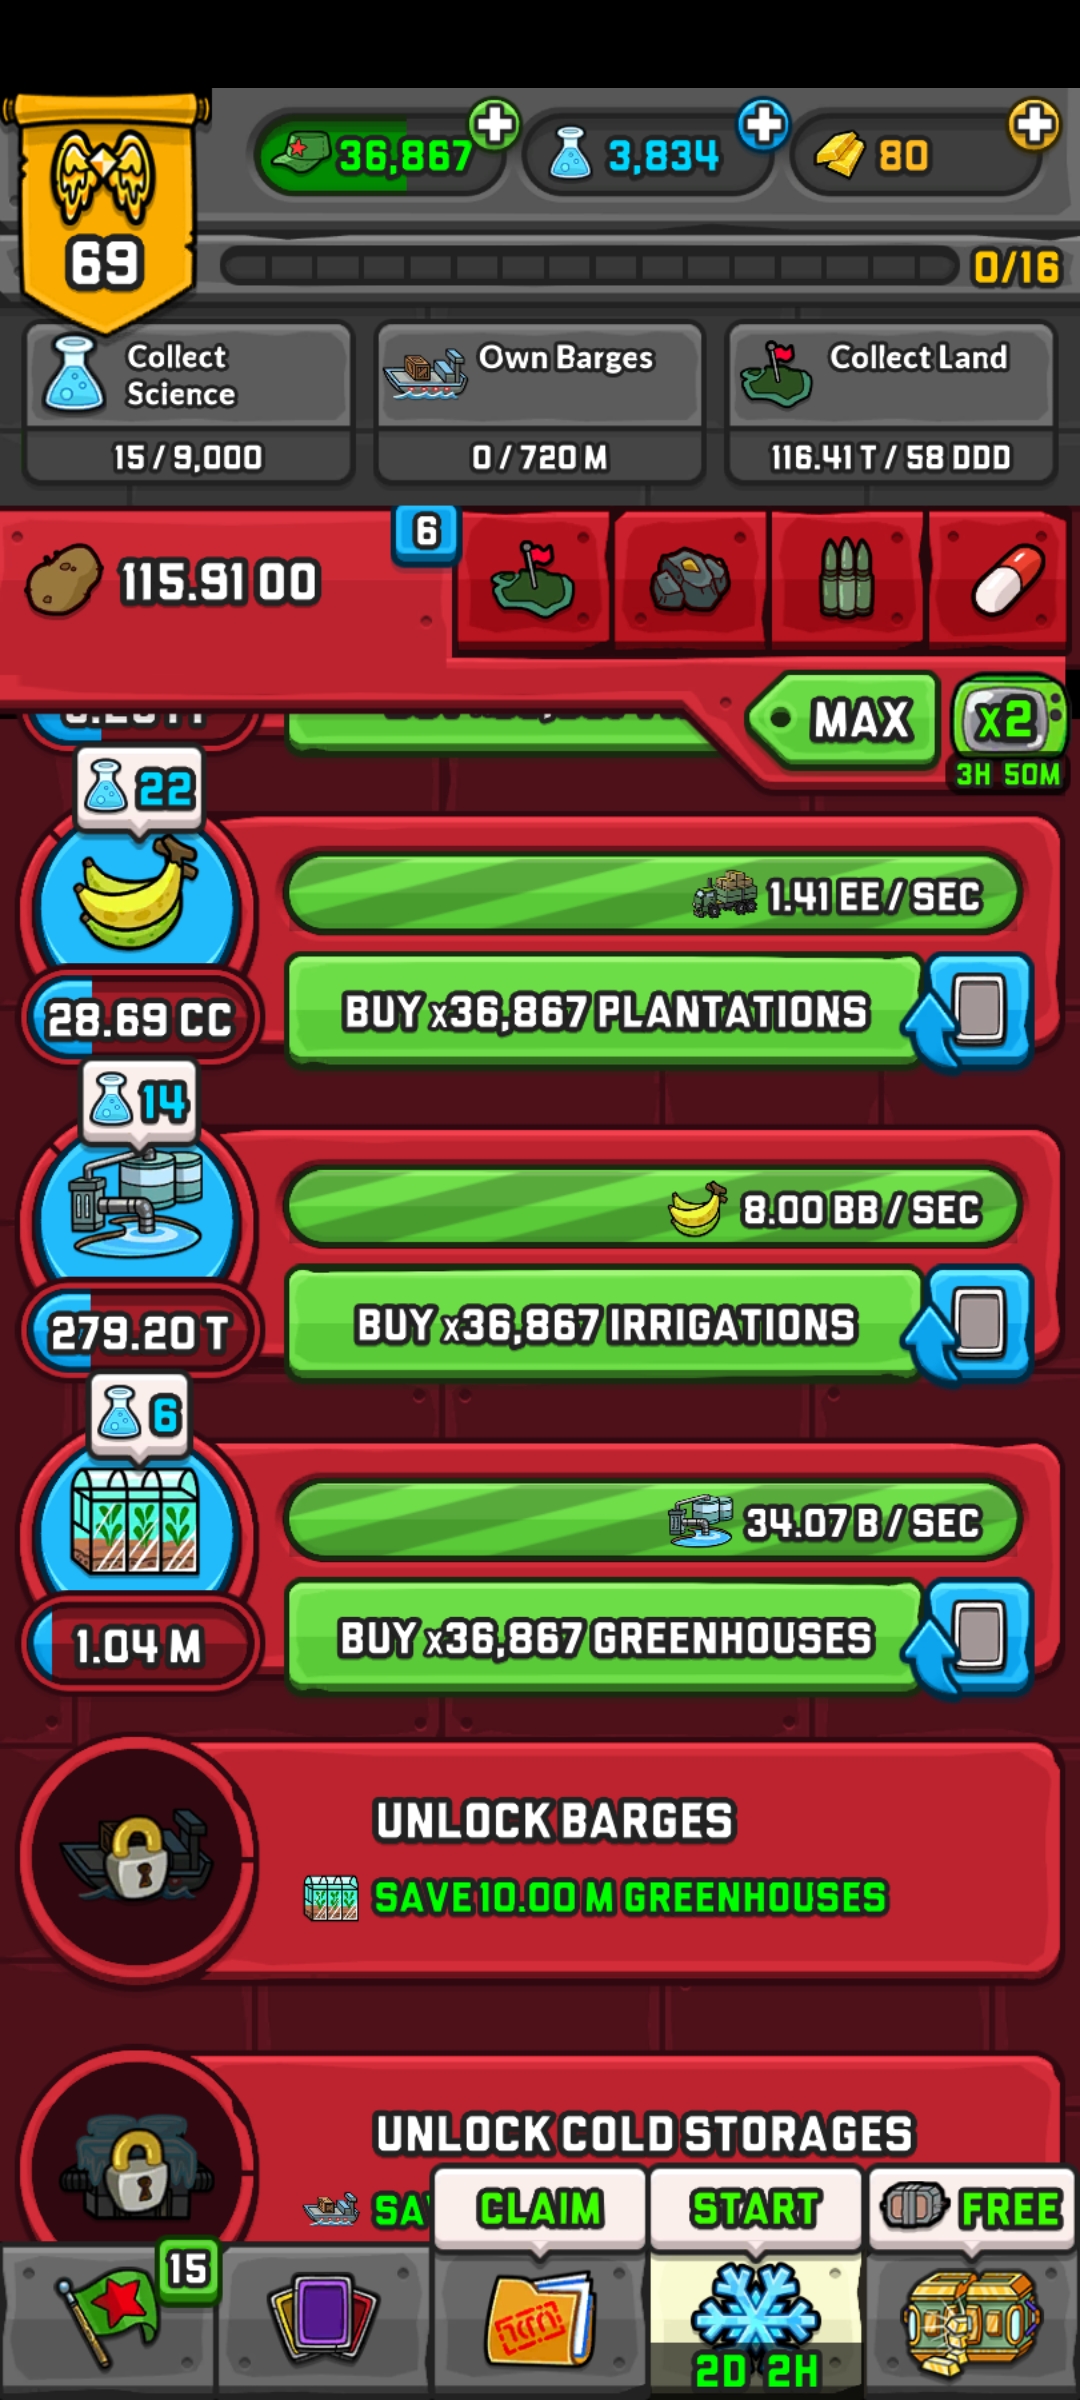 36,867
3,834
80
69
0/16
Collect Science
15 / 9,000
Own Barges
0 / 720 M
Collect Land
116.41 T / 58 DDD
115.91 OO
6
MAX
x2
3H 50M
22
1.41 EE / SEC
28.69 CC
BUY x36,867 PLANTATIONS
14
8.00 BB / SEC
279.20 T
BUY x36,867 IRRIGATIONS
6
34.07 B / SEC
1.04 M
BUY x36,867 GREENHOUSES
UNLOCK BARGES
SAVE 10.00 M GREENHOUSES
UNLOCK COLD STORAGES
CLAIM
START
FREE
15
2D 2H